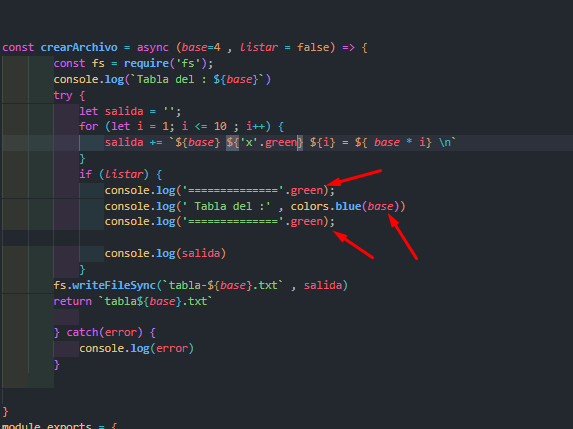 const crearArchivo = async (base=4 , listar = false) => {
const fs = require('fs');
console.log(`Tabla del : ${base}`)
try {
let salida = '';
for (let i = 1; i <= 10 ; i++) {
salida += `${base} ${'x'.green} ${i} = ${ base * i} \n`
}
if (listar) {
console.log('=============='.green);
console.log(' Tabla del :' , colors.blue(base))
console.log('=============='.green);
console.log(salida)
}
fs.writeFileSync(`tabla-${base}.txt` , salida)
return `tabla${base}.txt`
} catch(error) {
console.log(error)
}
}
module.exports = {